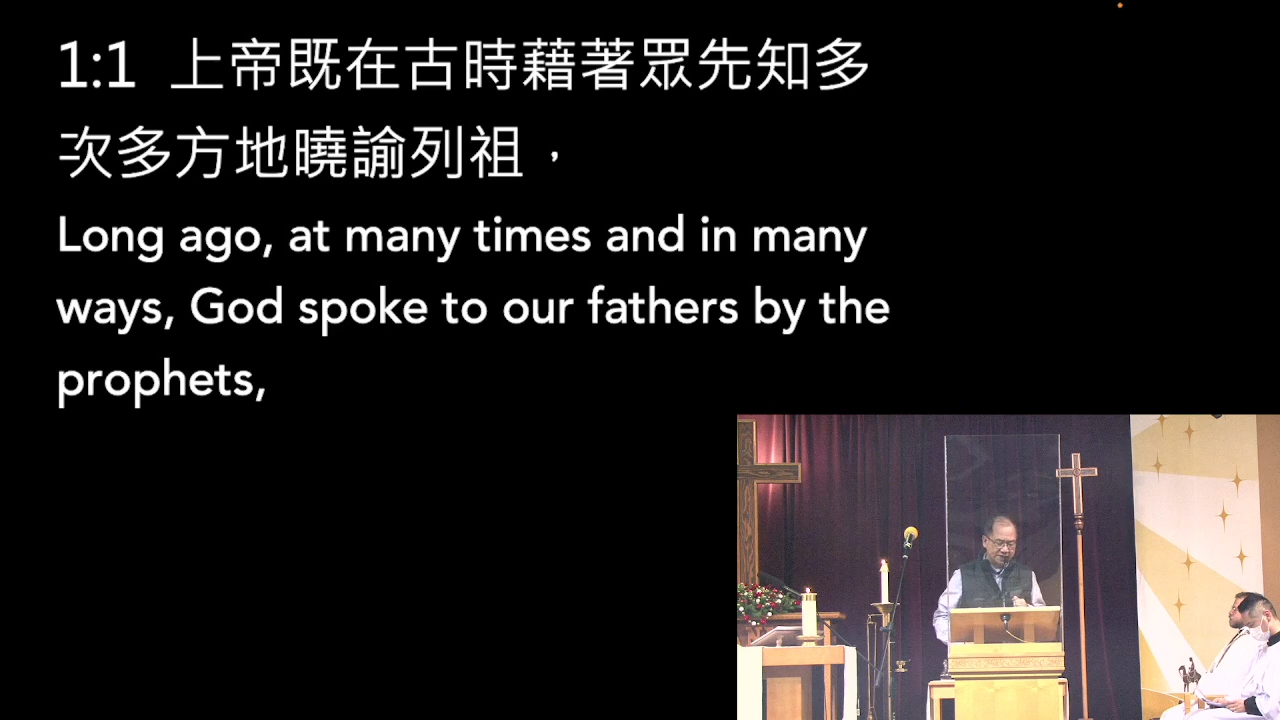 1:1 上帝既在古時藉著眾先知多
次多方地曉諭列祖，
Long ago, at many times and in many
ways, God spoke to our fathers by the
prophets,